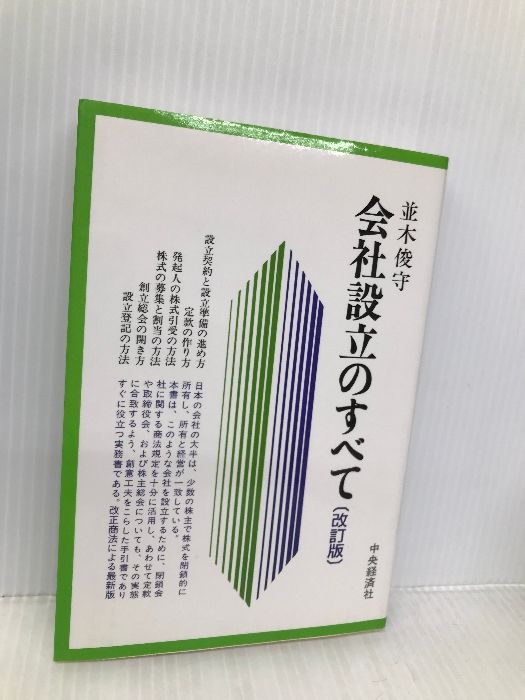 並木俊守
会社設立のすべて(改訂版)
中央経済社
設立契約と設立準備の進め方
定款の作り方
発起人の株式引受の方法
株式の募集と割当の方法
創立総会の開き方
設立登記の方法
日本の会社の大半は、少数の株主で株式を閉鎖的に
所有し、所有と経営が一致している。
本書は、このような会社を設立するために、閉鎖会
社に関する商法規定を十分に活用し、あわせて定款
や取締役会、および株主総会についても、その実態
に合致するよう、創意工夫をこらした手引書であり
すぐに役立つ実務書である。改正商法による最新版